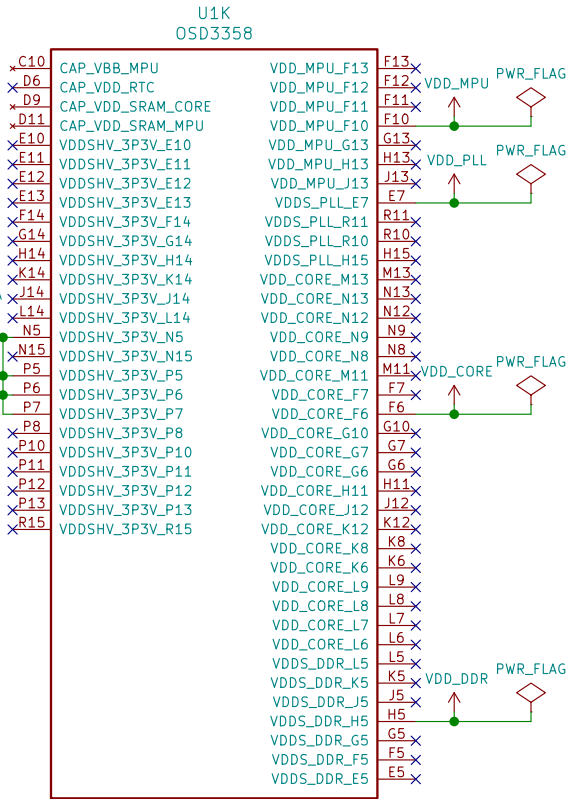 U1K
OSD3358
C10 CAP_VBB_MPU VDD_MPU_F13 F13
D6 CAP_VDD_RTC VDD_MPU_F12 F12 VDD_MPU PWR_FLAG
D9 CAP_VDD_SRAM_CORE VDD_MPU_F11 F11
D11 CAP_VDD_SRAM_MPU VDD_MPU_F10 F10
E10 VDDSHV_3P3V_E10 VDD_MPU_G13 G13
E11 VDDSHV_3P3V_E11 VDD_MPU_H13 H13 VDD_PLL PWR_FLAG
E12 VDDSHV_3P3V_E12 VDD_MPU_J13 J13
E13 VDDSHV_3P3V_E13 VDDS_PLL_E7 E7
F14 VDDSHV_3P3V_F14 VDDS_PLL_R11 R11
G14 VDDSHV_3P3V_G14 VDDS_PLL_R10 R10
H14 VDDSHV_3P3V_H14 VDDS_PLL_H15 H15
K14 VDDSHV_3P3V_K14 VDD_CORE_M13 M13
J14 VDDSHV_3P3V_J14 VDD_CORE_N13 N13
L14 VDDSHV_3P3V_L14 VDD_CORE_N12 N12
N5 VDDSHV_3P3V_N5 VDD_CORE_N9 N9
N15 VDDSHV_3P3V_N15 VDD_CORE_N8 N8
P5 VDDSHV_3P3V_P5 VDD_CORE_M11 M11 VDD_CORE PWR_FLAG
P6 VDDSHV_3P3V_P6 VDD_CORE_F7 F7
P7 VDDSHV_3P3V_P7 VDD_CORE_F6 F6
P8 VDDSHV_3P3V_P8 VDD_CORE_G10 G10
P10 VDDSHV_3P3V_P10 VDD_CORE_G7 G7
P11 VDDSHV_3P3V_P11 VDD_CORE_G6 G6
P12 VDDSHV_3P3V_P12 VDD_CORE_H11 H11
P13 VDDSHV_3P3V_P13 VDD_CORE_J12 J12
R15 VDDSHV_3P3V_R15 VDD_CORE_K12 K12
VDD_CORE_K8 K8
VDD_CORE_K6 K6
VDD_CORE_L9 L9
VDD_CORE_L8 L8
VDD_CORE_L7 L7
VDD_CORE_L6 L6
VDDS_DDR_L5 L5
VDDS_DDR_K5 K5 VDD_DDR PWR_FLAG
VDDS_DDR_J5 J5
VDDS_DDR_H5 H5
VDDS_DDR_G5 G5
VDDS_DDR_F5 F5
VDDS_DDR_E5 E5